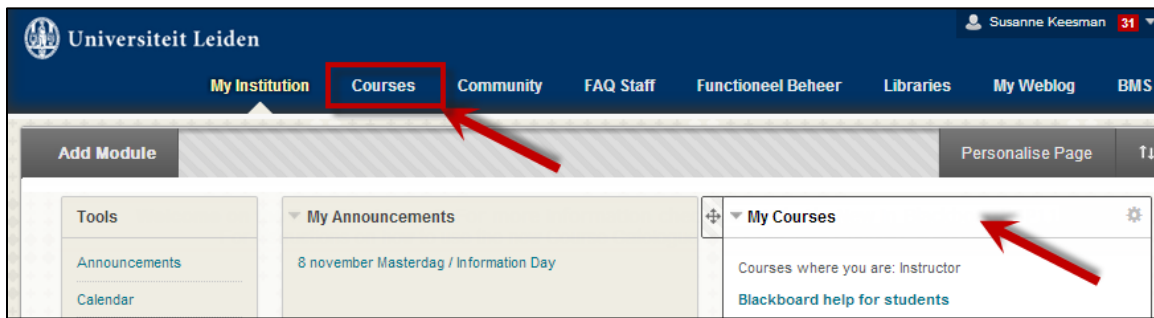 Susanne Keesman 31
Universiteit Leiden
My Institution Courses Community FAQ Staff Functioneel Beheer Libraries My Weblog BMS
Add Module Personalise Page
Tools My Announcements My Courses
Announcements 8 november Masterdag / Information Day Courses where you are: Instructor
Calendar Blackboard help for students